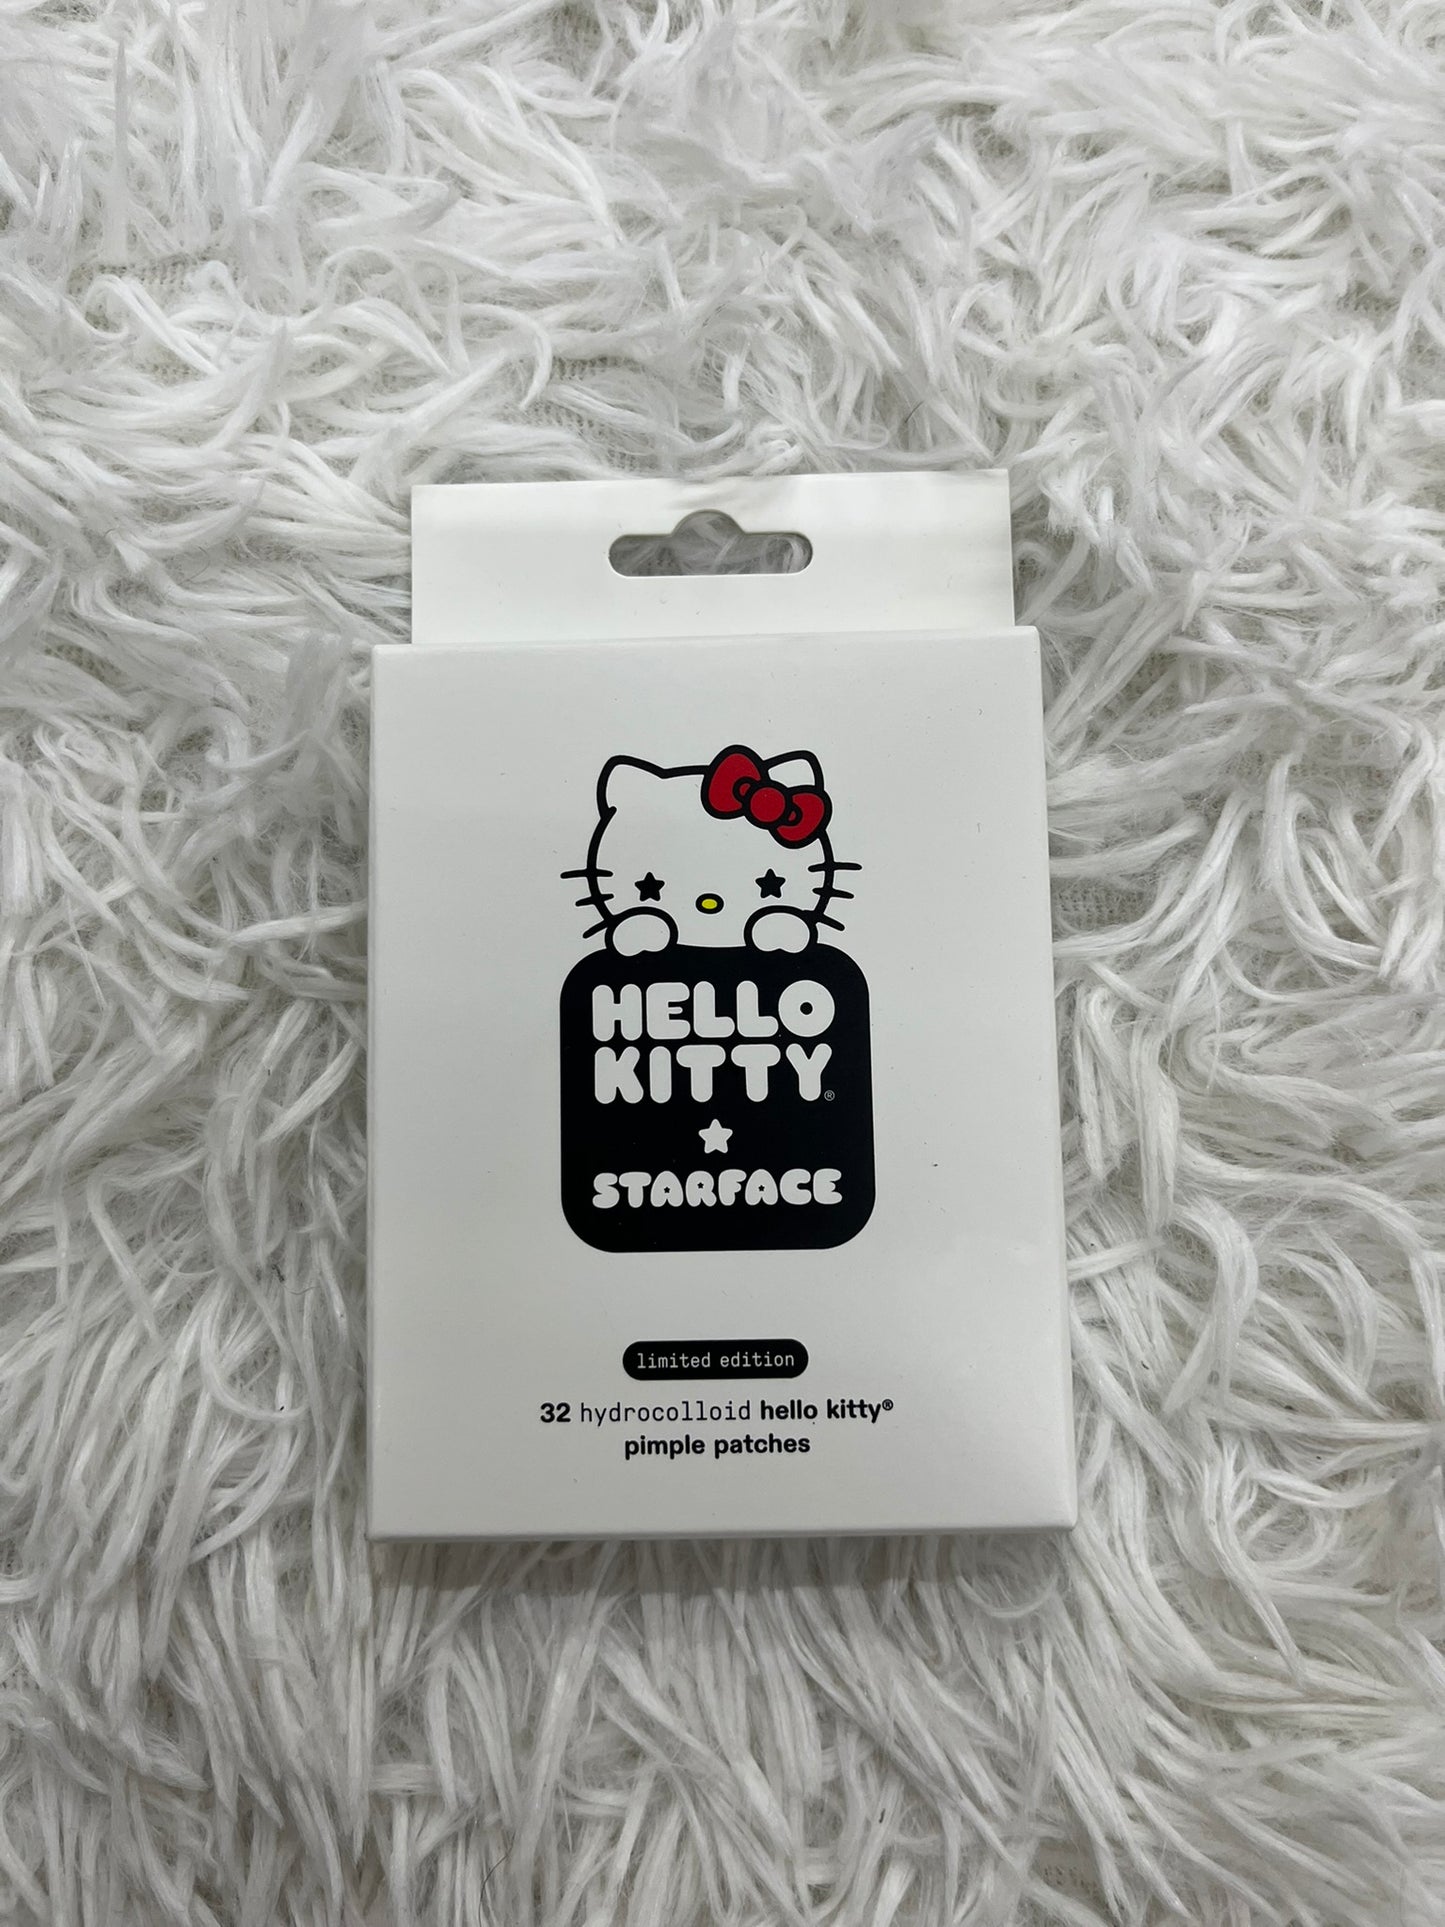 HELLO
KITTY®
STARFACE
limited edition
32 hydrocolloid hello kitty®
pimple patches